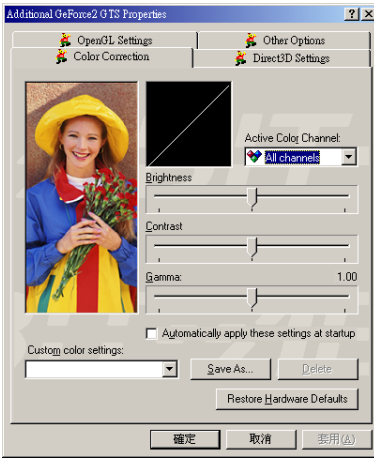 Additional GeForce2 GTS Properties
OpenGL Settings
Other Options
Color Correction
Direct3D Settings
Active Color Channel:
All channels
Brightness
Contrast
Gamma: 1.00
Automatically apply these settings at startup
Custom color settings:
Save As...
Delete
Restore Hardware Defaults
確定
取消
套用(A)